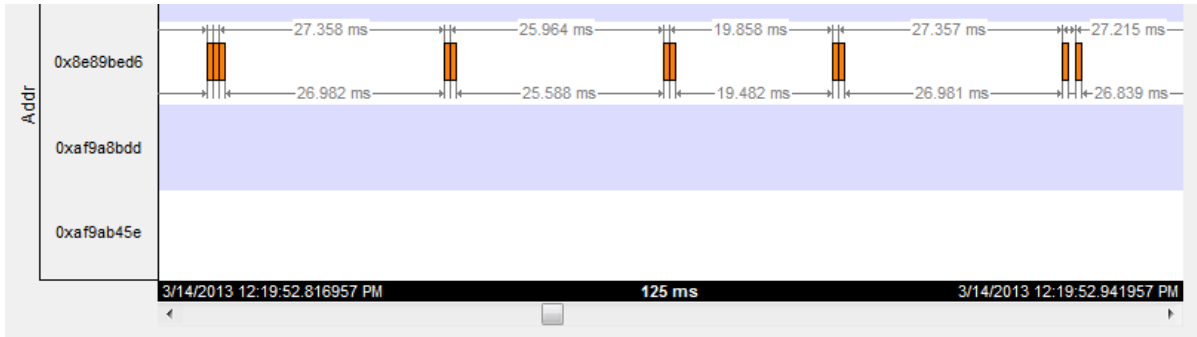 27.358 ms 25.964 ms 19.858 ms 27.357 ms 27.215 ms
0x8e89bed6
26.982 ms 25.588 ms 19.482 ms 26.981 ms 26.839 ms
Addr
0xaf9a8bdd
0xaf9ab45e
3/14/2013 12:19:52.816957 PM 125 ms 3/14/2013 12:19:52.941957 PM